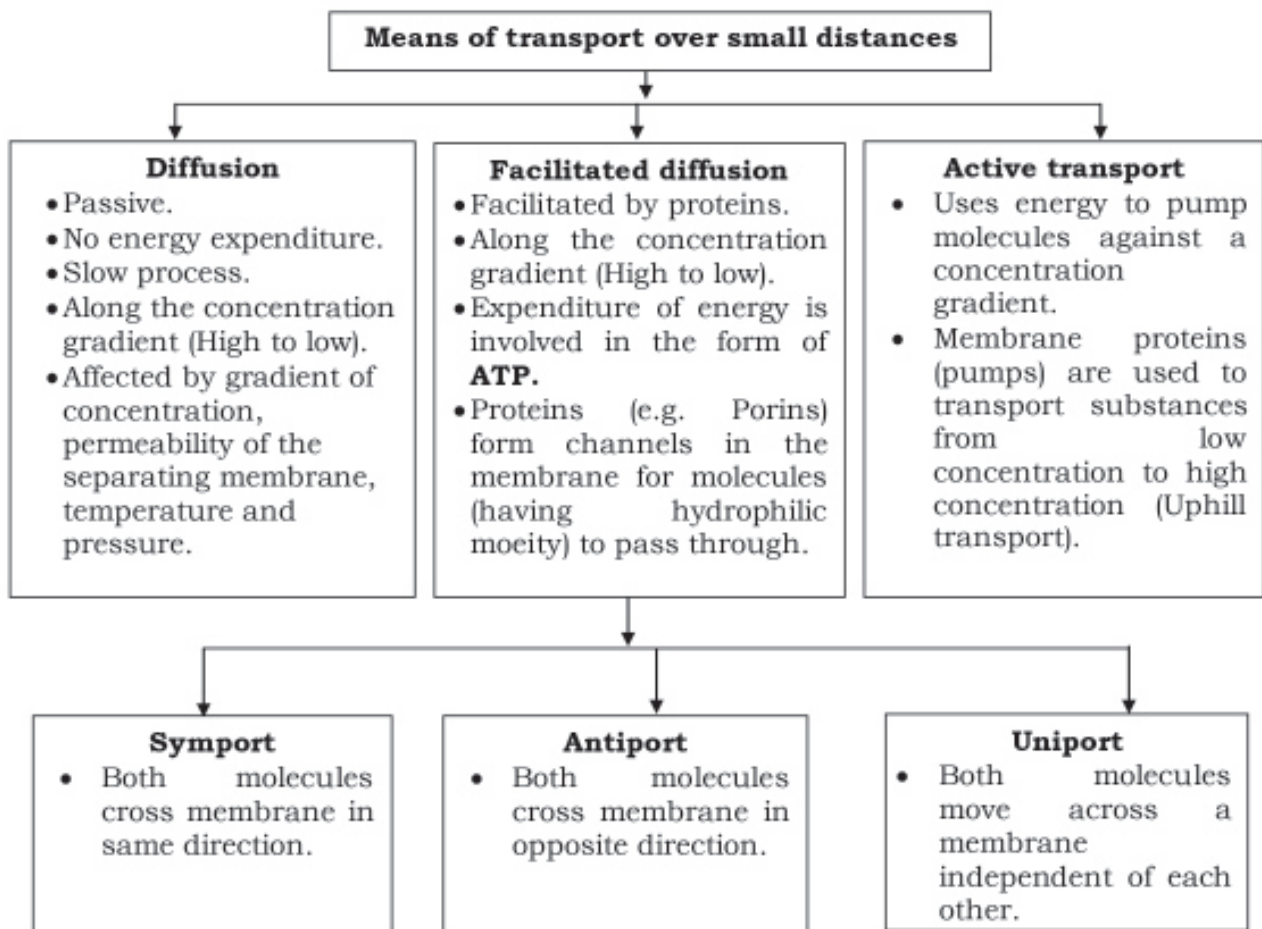 Means of transport over small distances
Diffusion
• Passive.
• No energy expenditure.
• Slow process.
• Along the concentration
gradient (High to low).
• Affected by gradient of
concentration,
permeability of the
separating membrane,
temperature and
pressure.
Facilitated diffusion
• Facilitated by proteins.
• Along the concentration
gradient (High to low).
• Expenditure of energy is
involved in the form of
ATP.
• Proteins (e.g. Porins)
form channels in the
membrane for molecules
(having hydrophilic
moeity) to pass through.
Active transport
• Uses energy to pump
molecules against a
concentration
gradient.
• Membrane proteins
(pumps) are used to
transport substances
from low
concentration to high
concentration (Uphill
transport).
Symport
• Both molecules
cross membrane in
same direction.
Antiport
• Both molecules
cross membrane in
opposite direction.
Uniport
• Both molecules
move across a
membrane
independent of each
other.